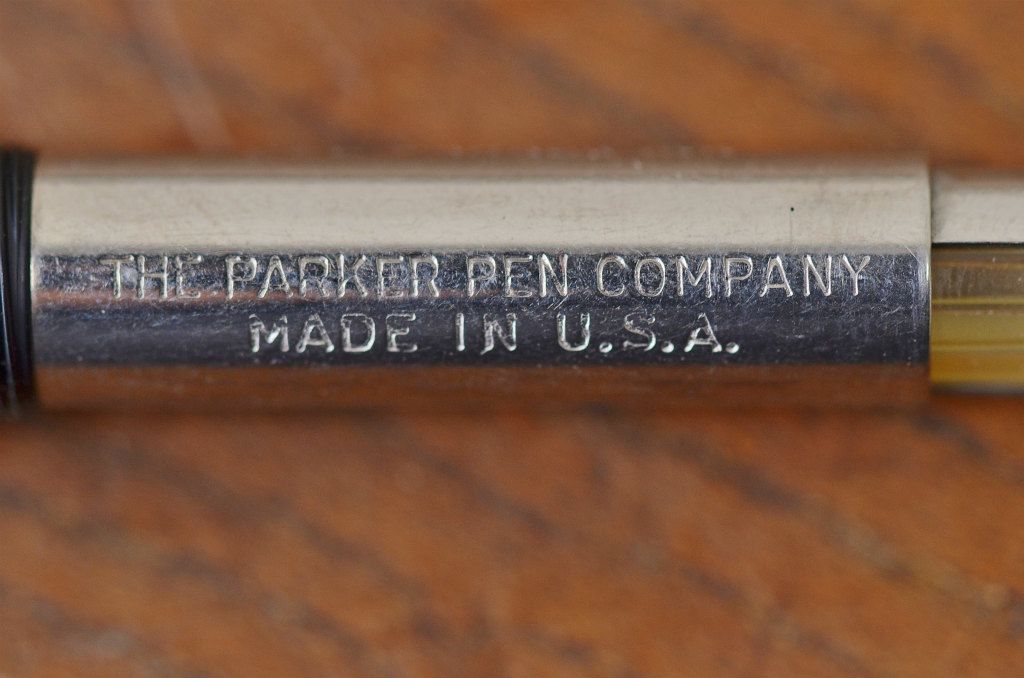 THE PARKER PEN COMPANY
MADE IN U.S.A.